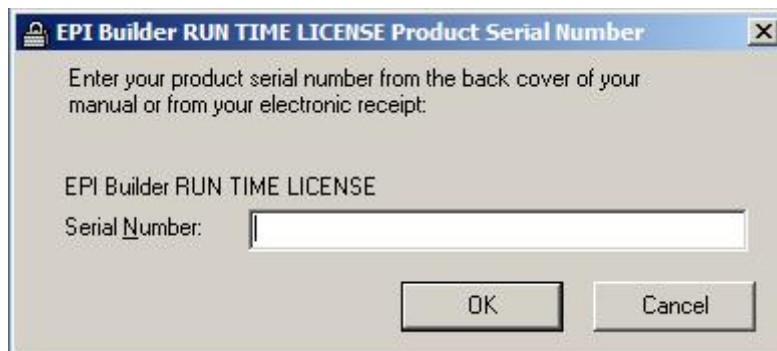 EPI Builder RUN TIME LICENSE Product Serial Number
Enter your product serial number from the back cover of your
manual or from your electronic receipt:
EPI Builder RUN TIME LICENSE
Serial Number:
OK Cancel